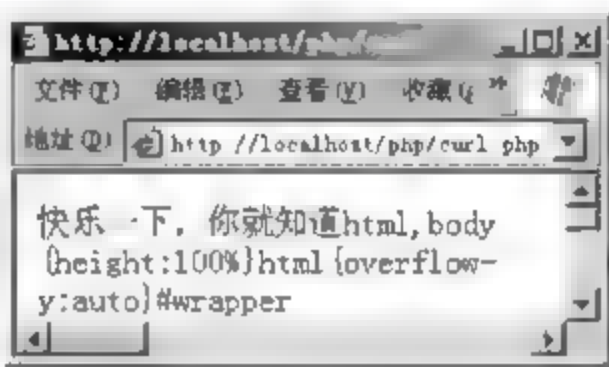 http://localhost/php/
文件(F) 编辑(E) 查看(V) 收藏( »
地址(D) http //localhost/php/curl php
快乐一下，你就知道html,body
{height:100%}html{overflow-
y:auto}#wrapper